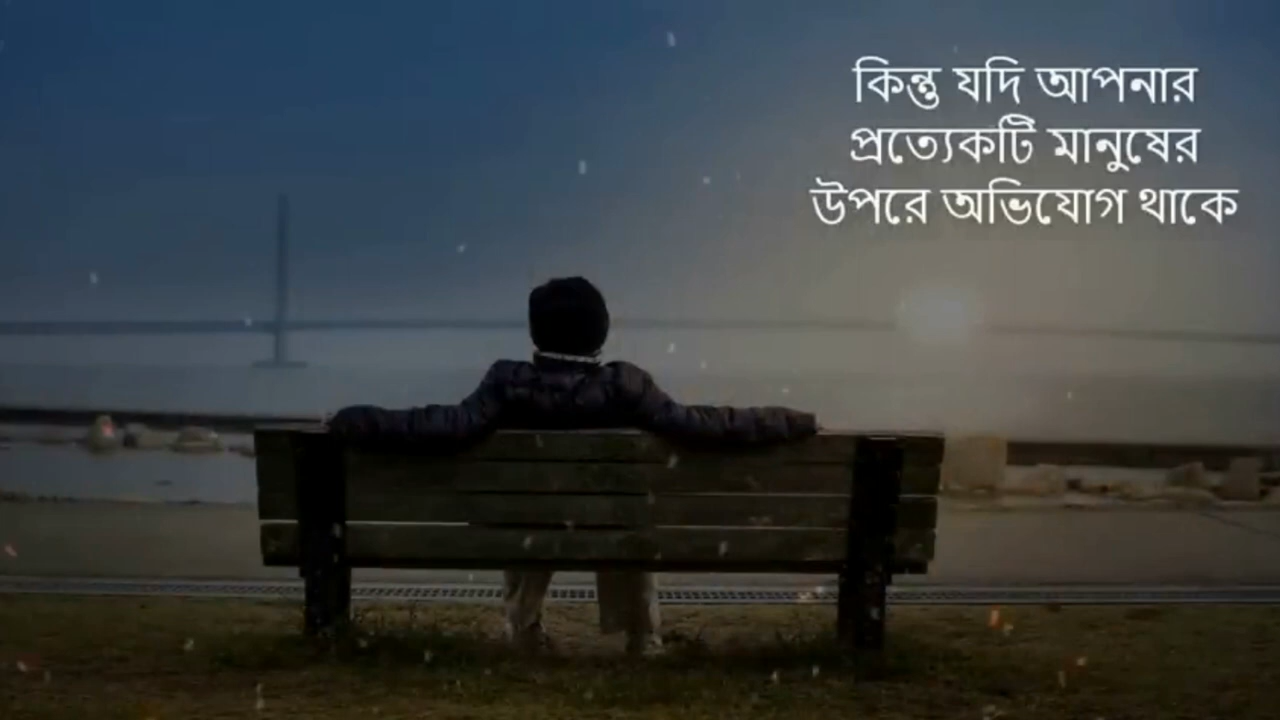 কিন্তু যদি আপনার
প্রত্যেকটি মানুষের
উপরে অভিযোগ থাকে